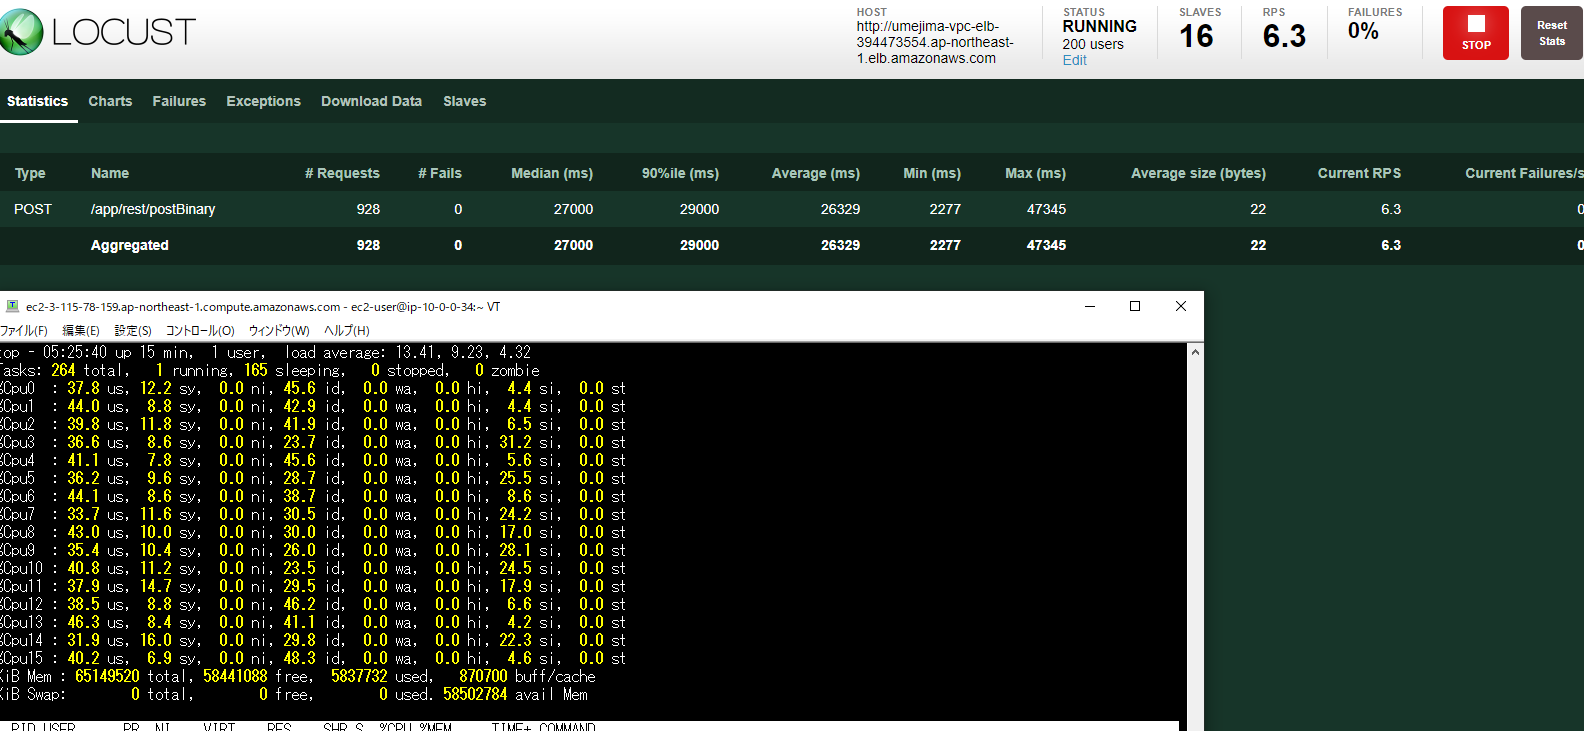 LOCUST
HOST
http://umejima-vpc-elb-
394473554.ap-northeast-
1.elb.amazonaws.com
STATUS
RUNNING
200 users
Edit
SLAVES
16
RPS
6.3
FAILURES
0%
STOP
Reset
Stats
Statistics Charts Failures Exceptions Download Data Slaves
Type Name # Requests # Fails Median (ms) 90%ile (ms) Average (ms) Min (ms) Max (ms) Average size (bytes) Current RPS Current Failures/s
POST /app/rest/postBinary 928 0 27000 29000 26329 2277 47345 22 6.3 0
Aggregated 928 0 27000 29000 26329 2277 47345 22 6.3 0
ec2-3-115-78-159.ap-northeast-1.compute.amazonaws.com - ec2-user@ip-10-0-0-34:~ VT
ファイル(F) 編集(E) 設定(S) コントロール(O) ウィンドウ(W) ヘルプ(H)
top - 05:25:40 up 15 min, 1 user, load average: 13.41, 9.23, 4.32
Tasks: 264 total, 1 running, 165 sleeping, 0 stopped, 0 zombie
%Cpu0 : 37.8 us, 12.2 sy, 0.0 ni, 45.6 id, 0.0 wa, 0.0 hi, 4.4 si, 0.0 st
%Cpu1 : 44.0 us, 8.8 sy, 0.0 ni, 42.9 id, 0.0 wa, 0.0 hi, 4.4 si, 0.0 st
%Cpu2 : 39.8 us, 11.8 sy, 0.0 ni, 41.9 id, 0.0 wa, 0.0 hi, 6.5 si, 0.0 st
%Cpu3 : 36.6 us, 8.6 sy, 0.0 ni, 23.7 id, 0.0 wa, 0.0 hi, 31.2 si, 0.0 st
%Cpu4 : 41.1 us, 7.8 sy, 0.0 ni, 45.6 id, 0.0 wa, 0.0 hi, 5.6 si, 0.0 st
%Cpu5 : 36.2 us, 9.6 sy, 0.0 ni, 28.7 id, 0.0 wa, 0.0 hi, 25.5 si, 0.0 st
%Cpu6 : 44.1 us, 8.6 sy, 0.0 ni, 38.7 id, 0.0 wa, 0.0 hi, 8.6 si, 0.0 st
%Cpu7 : 33.7 us, 11.6 sy, 0.0 ni, 30.5 id, 0.0 wa, 0.0 hi, 24.2 si, 0.0 st
%Cpu8 : 43.0 us, 10.0 sy, 0.0 ni, 30.0 id, 0.0 wa, 0.0 hi, 17.0 si, 0.0 st
%Cpu9 : 35.4 us, 10.4 sy, 0.0 ni, 26.0 id, 0.0 wa, 0.0 hi, 28.1 si, 0.0 st
%Cpu10 : 40.8 us, 11.2 sy, 0.0 ni, 23.5 id, 0.0 wa, 0.0 hi, 24.5 si, 0.0 st
%Cpu11 : 37.9 us, 14.7 sy, 0.0 ni, 29.5 id, 0.0 wa, 0.0 hi, 17.9 si, 0.0 st
%Cpu12 : 38.5 us, 8.8 sy, 0.0 ni, 46.2 id, 0.0 wa, 0.0 hi, 6.6 si, 0.0 st
%Cpu13 : 46.3 us, 8.4 sy, 0.0 ni, 41.1 id, 0.0 wa, 0.0 hi, 4.2 si, 0.0 st
%Cpu14 : 31.9 us, 16.0 sy, 0.0 ni, 29.8 id, 0.0 wa, 0.0 hi, 22.3 si, 0.0 st
%Cpu15 : 40.2 us, 6.9 sy, 0.0 ni, 48.3 id, 0.0 wa, 0.0 hi, 4.6 si, 0.0 st
KiB Mem : 65149520 total, 58441088 free, 5837732 used, 870700 buff/cache
KiB Swap: 0 total, 0 free, 0 used. 58502784 avail Mem
PID USER PR NI VIRT RES SHR S %CPU %MEM TIME+ COMMAND